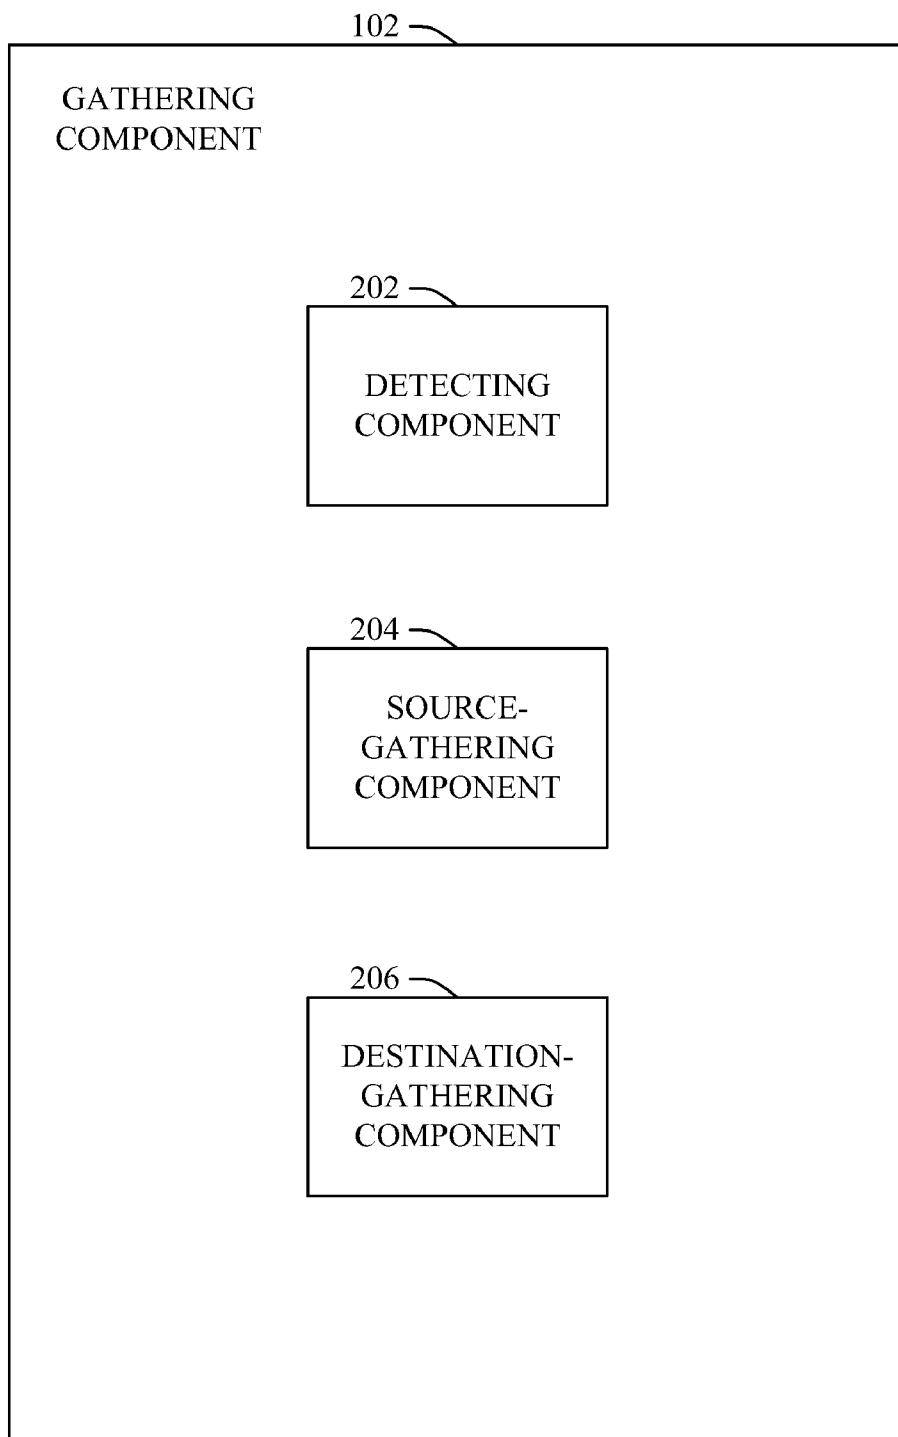 102
GATHERING
COMPONENT
202
DETECTING
COMPONENT
204
SOURCE-
GATHERING
COMPONENT
206
DESTINATION-
GATHERING
COMPONENT